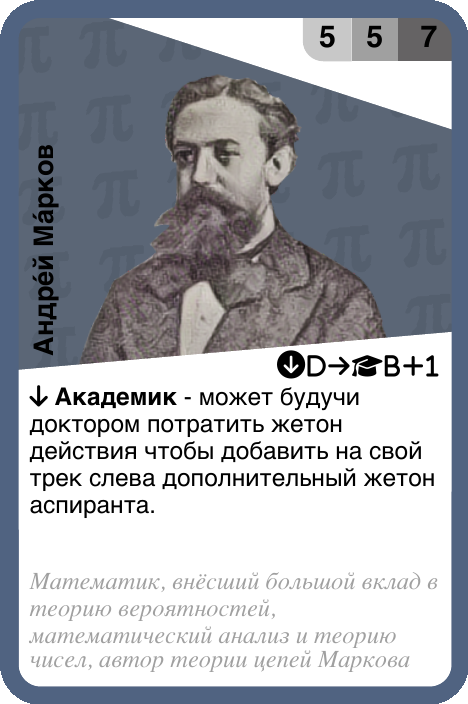 5 5 7
Андре́й Ма́рков
D→B+1
↓ Академик - может будучи
доктором потратить жетон
действия чтобы добавить на свой
трек слева дополнительный жетон
аспиранта.
Математик, внёсший большой вклад в
теорию вероятностей,
математический анализ и теорию
чисел, автор теории цепей Маркова